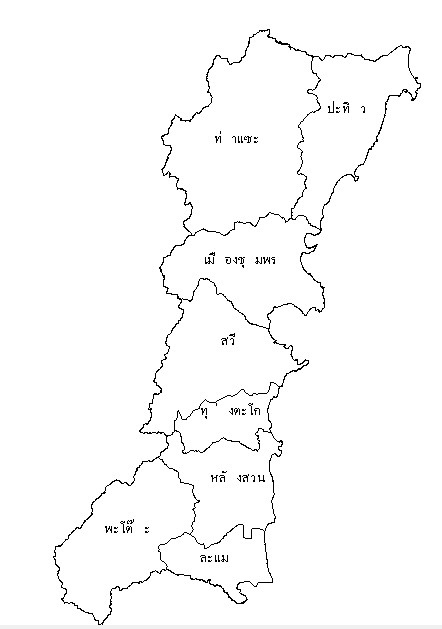 ปะทิ ว
ท่ าแซะ
เมื องชุ มพร
สวี
ทุ่ งตะโก
หลั งสวน
พะโต๊ ะ
ละแม